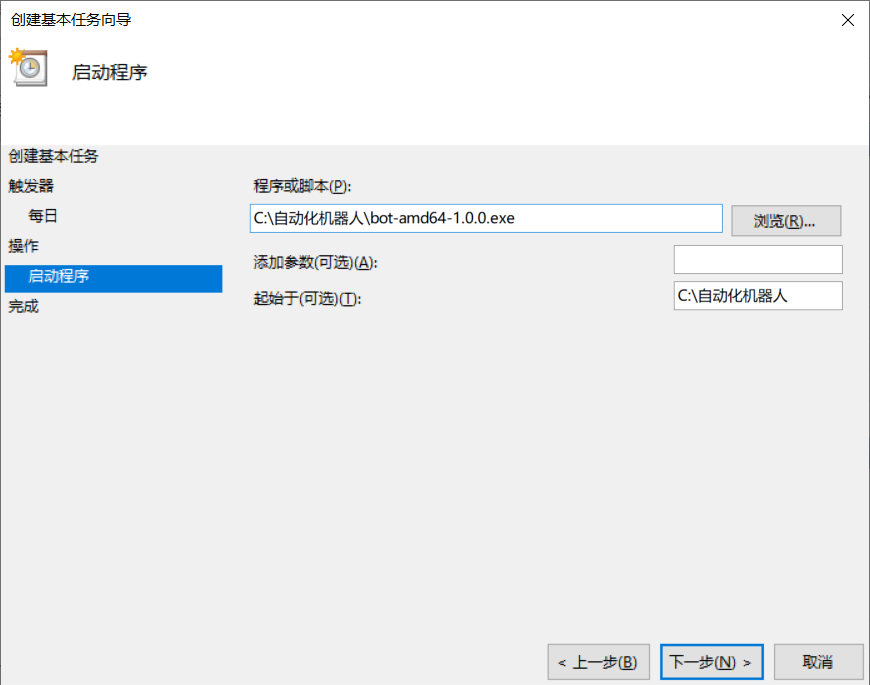 创建基本任务向导
启动程序
创建基本任务
触发器
每日
操作
启动程序
完成
程序或脚本(P):
C:\自动化机器人\bot-amd64-1.0.0.exe
浏览(R)...
添加参数(可选)(A):
起始于(可选)(T):
C:\自动化机器人
< 上一步(B)
下一步(N) >
取消